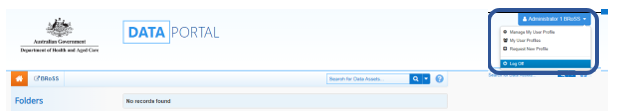 Australian Government
Department of Health and Aged Care
DATA PORTAL
Administrator 1 BRoSS
Manage My User Profile
My User Profiles
Request New Profile
Log Off
BRoSS
Search for Data Assets...
Folders
No records found